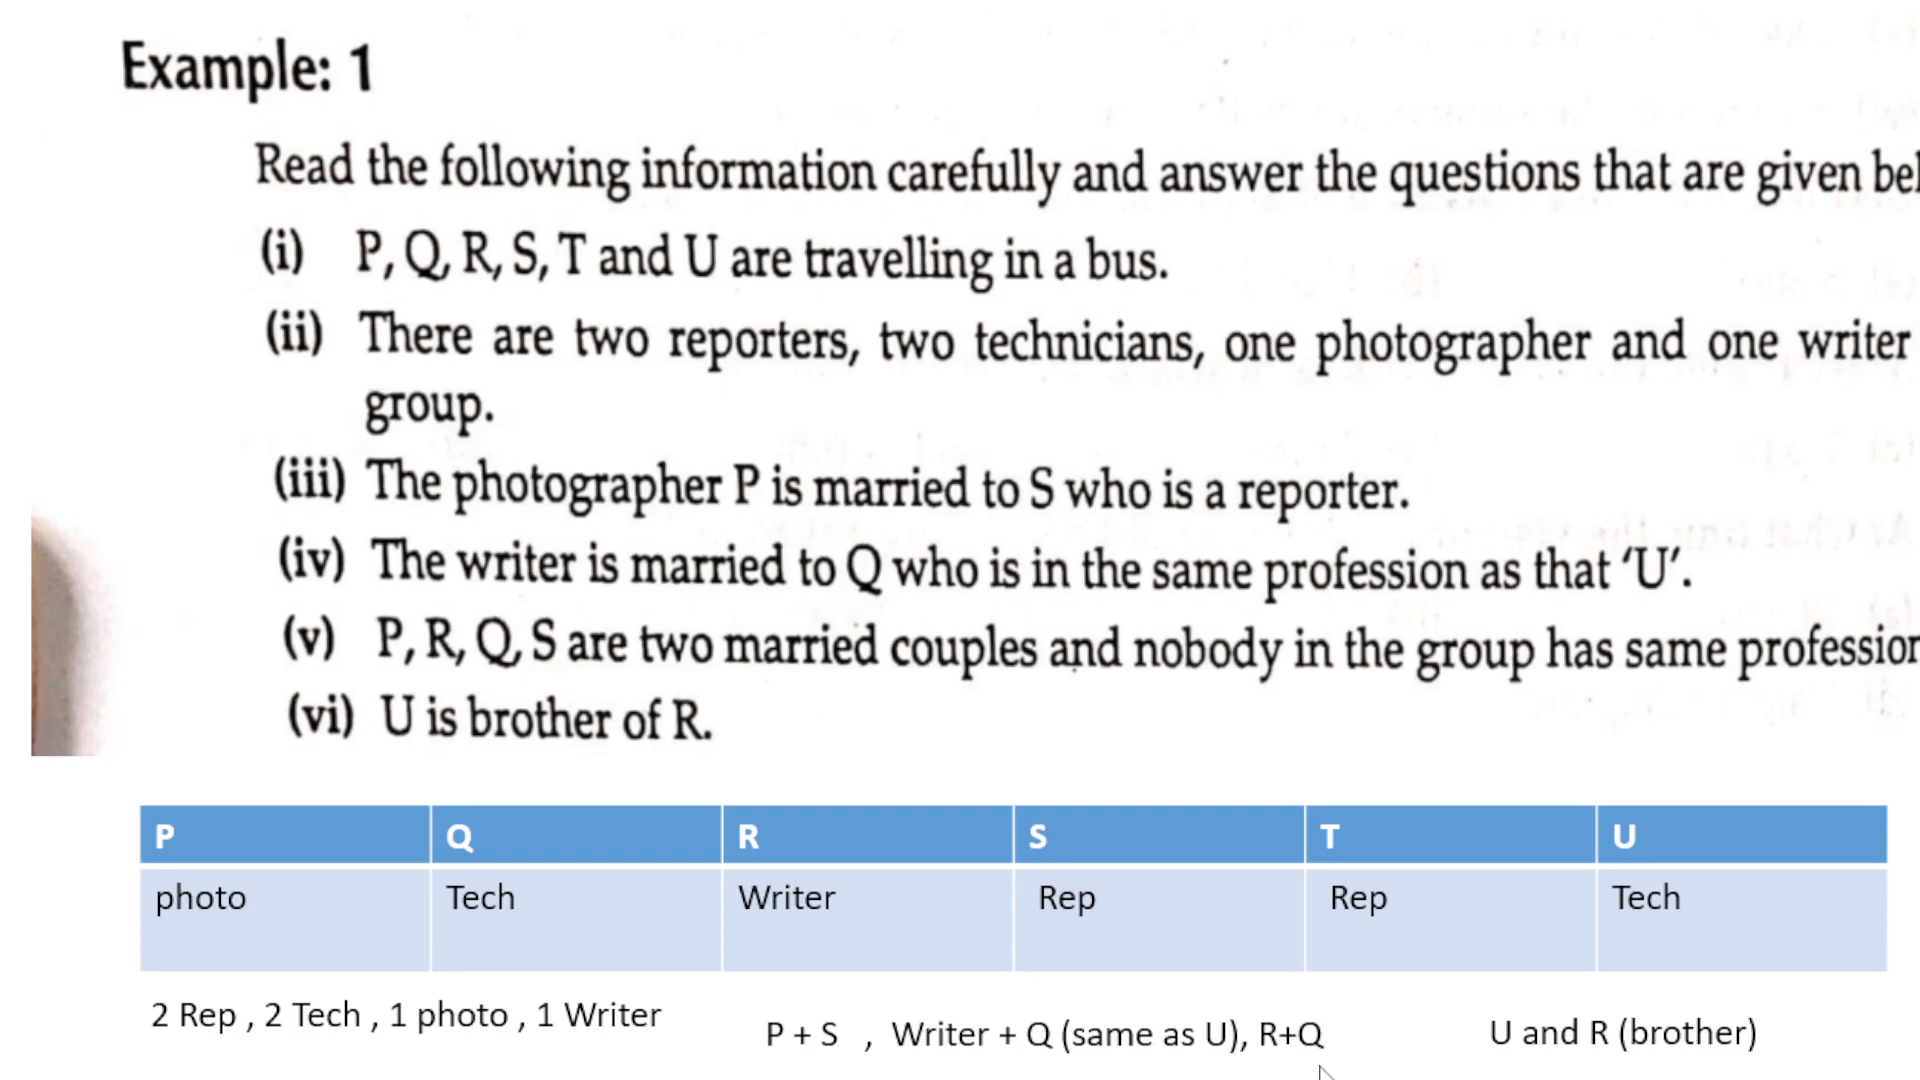 Example: 1
Read the following information carefully and answer the questions that are given bel
(i) P, Q, R, S, T and U are travelling in a bus.
(ii) There are two reporters, two technicians, one photographer and one writer
group.
(iii) The photographer P is married to S who is a reporter.
(iv) The writer is married to Q who is in the same profession as that 'U'.
(v) P, R, Q, S are two married couples and nobody in the group has same profession
(vi) U is brother of R.
P Q R S T U
photo Tech Writer Rep Rep Tech
2 Rep , 2 Tech , 1 photo , 1 Writer
P + S , Writer + Q (same as U), R+Q
U and R (brother)